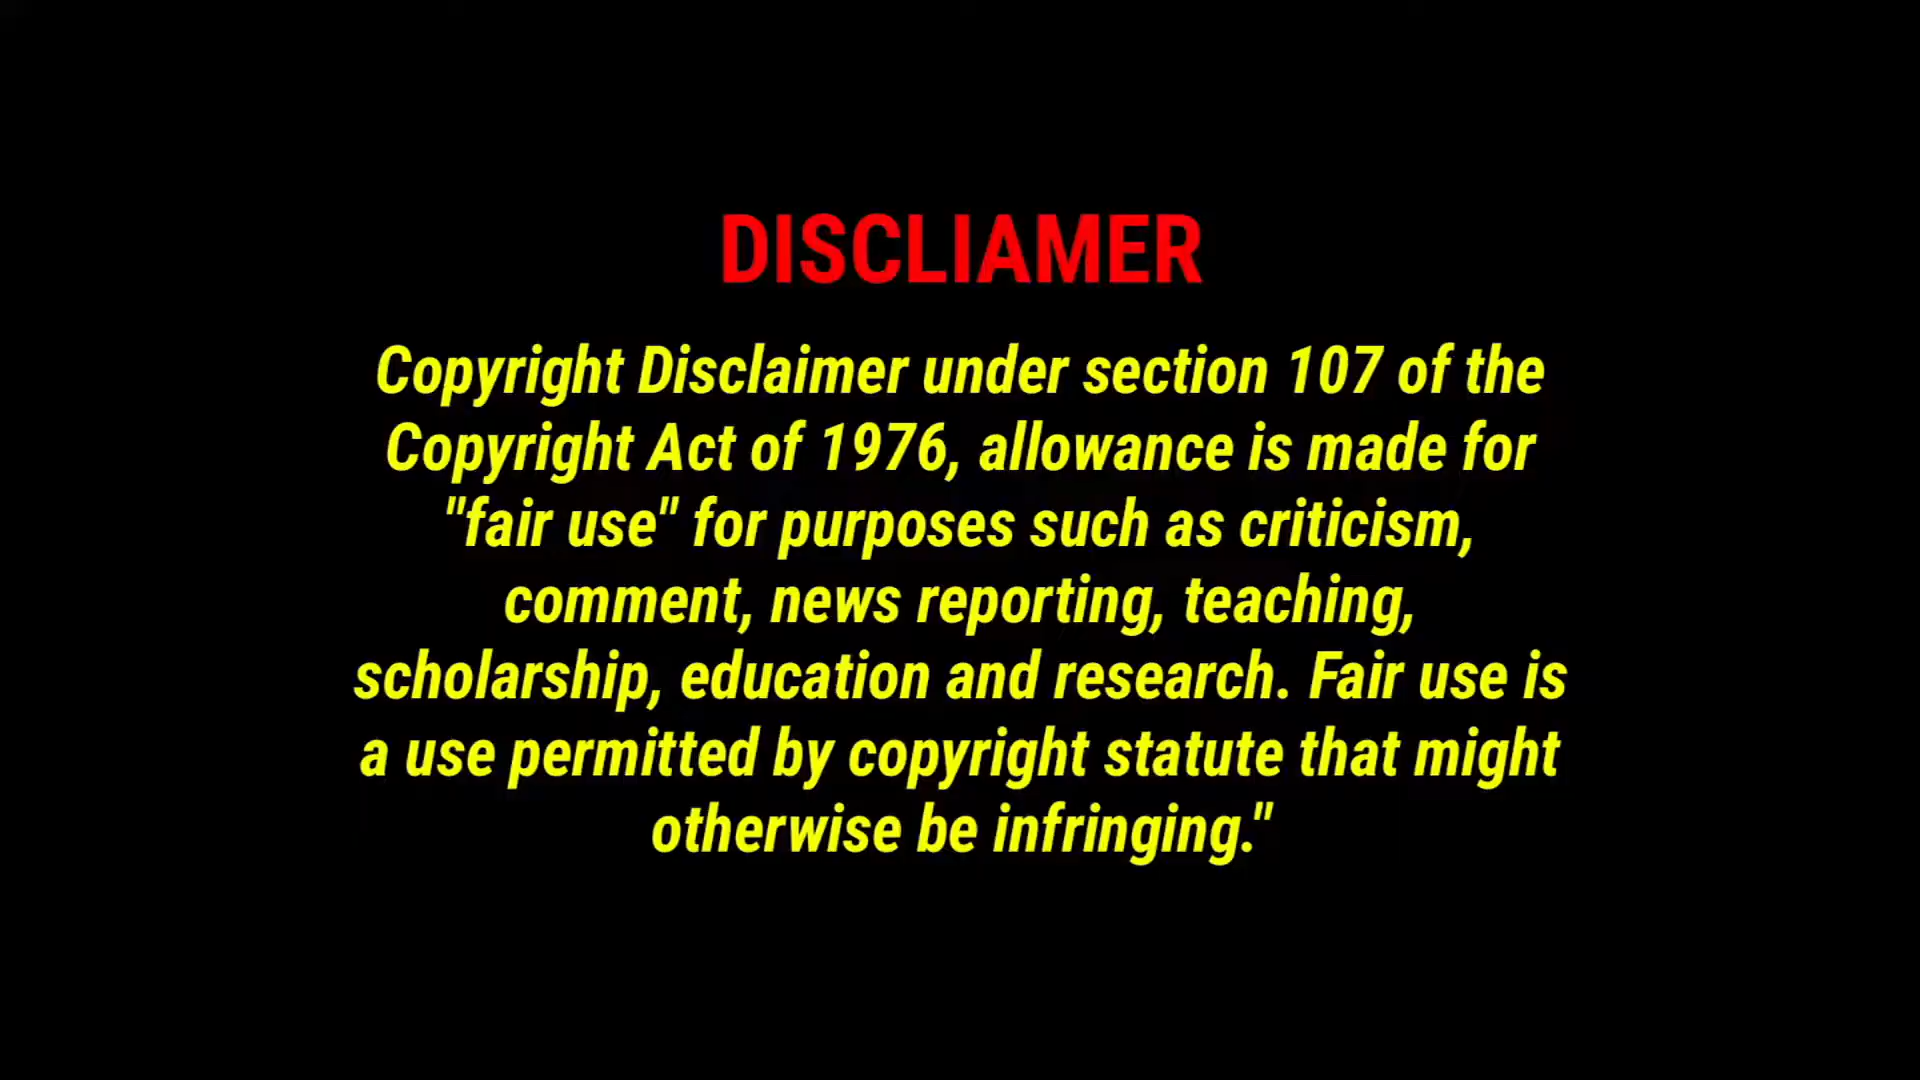 DISCLIAMER
Copyright Disclaimer under section 107 of the
Copyright Act of 1976, allowance is made for
"fair use" for purposes such as criticism,
comment, news reporting, teaching,
scholarship, education and research. Fair use is
a use permitted by copyright statute that might
otherwise be infringing."